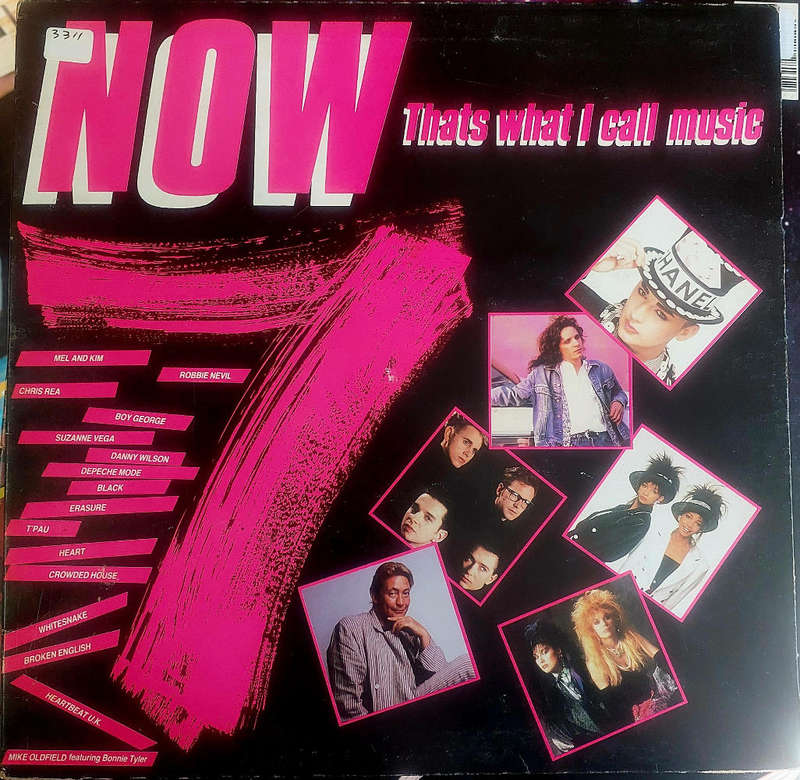 33"
NOW
Thats what I call music
7
CHANEL
MEL AND KIM
ROBBIE NEVIL
CHRIS REA
BOY GEORGE
SUZANNE VEGA
DANNY WILSON
DEPECHE MODE
BLACK
ERASURE
T'PAU
HEART
CROWDED HOUSE
WHITESNAKE
BROKEN ENGLISH
HEARTBEAT U.K.
MIKE OLDFIELD featuring Bonnie Tyler